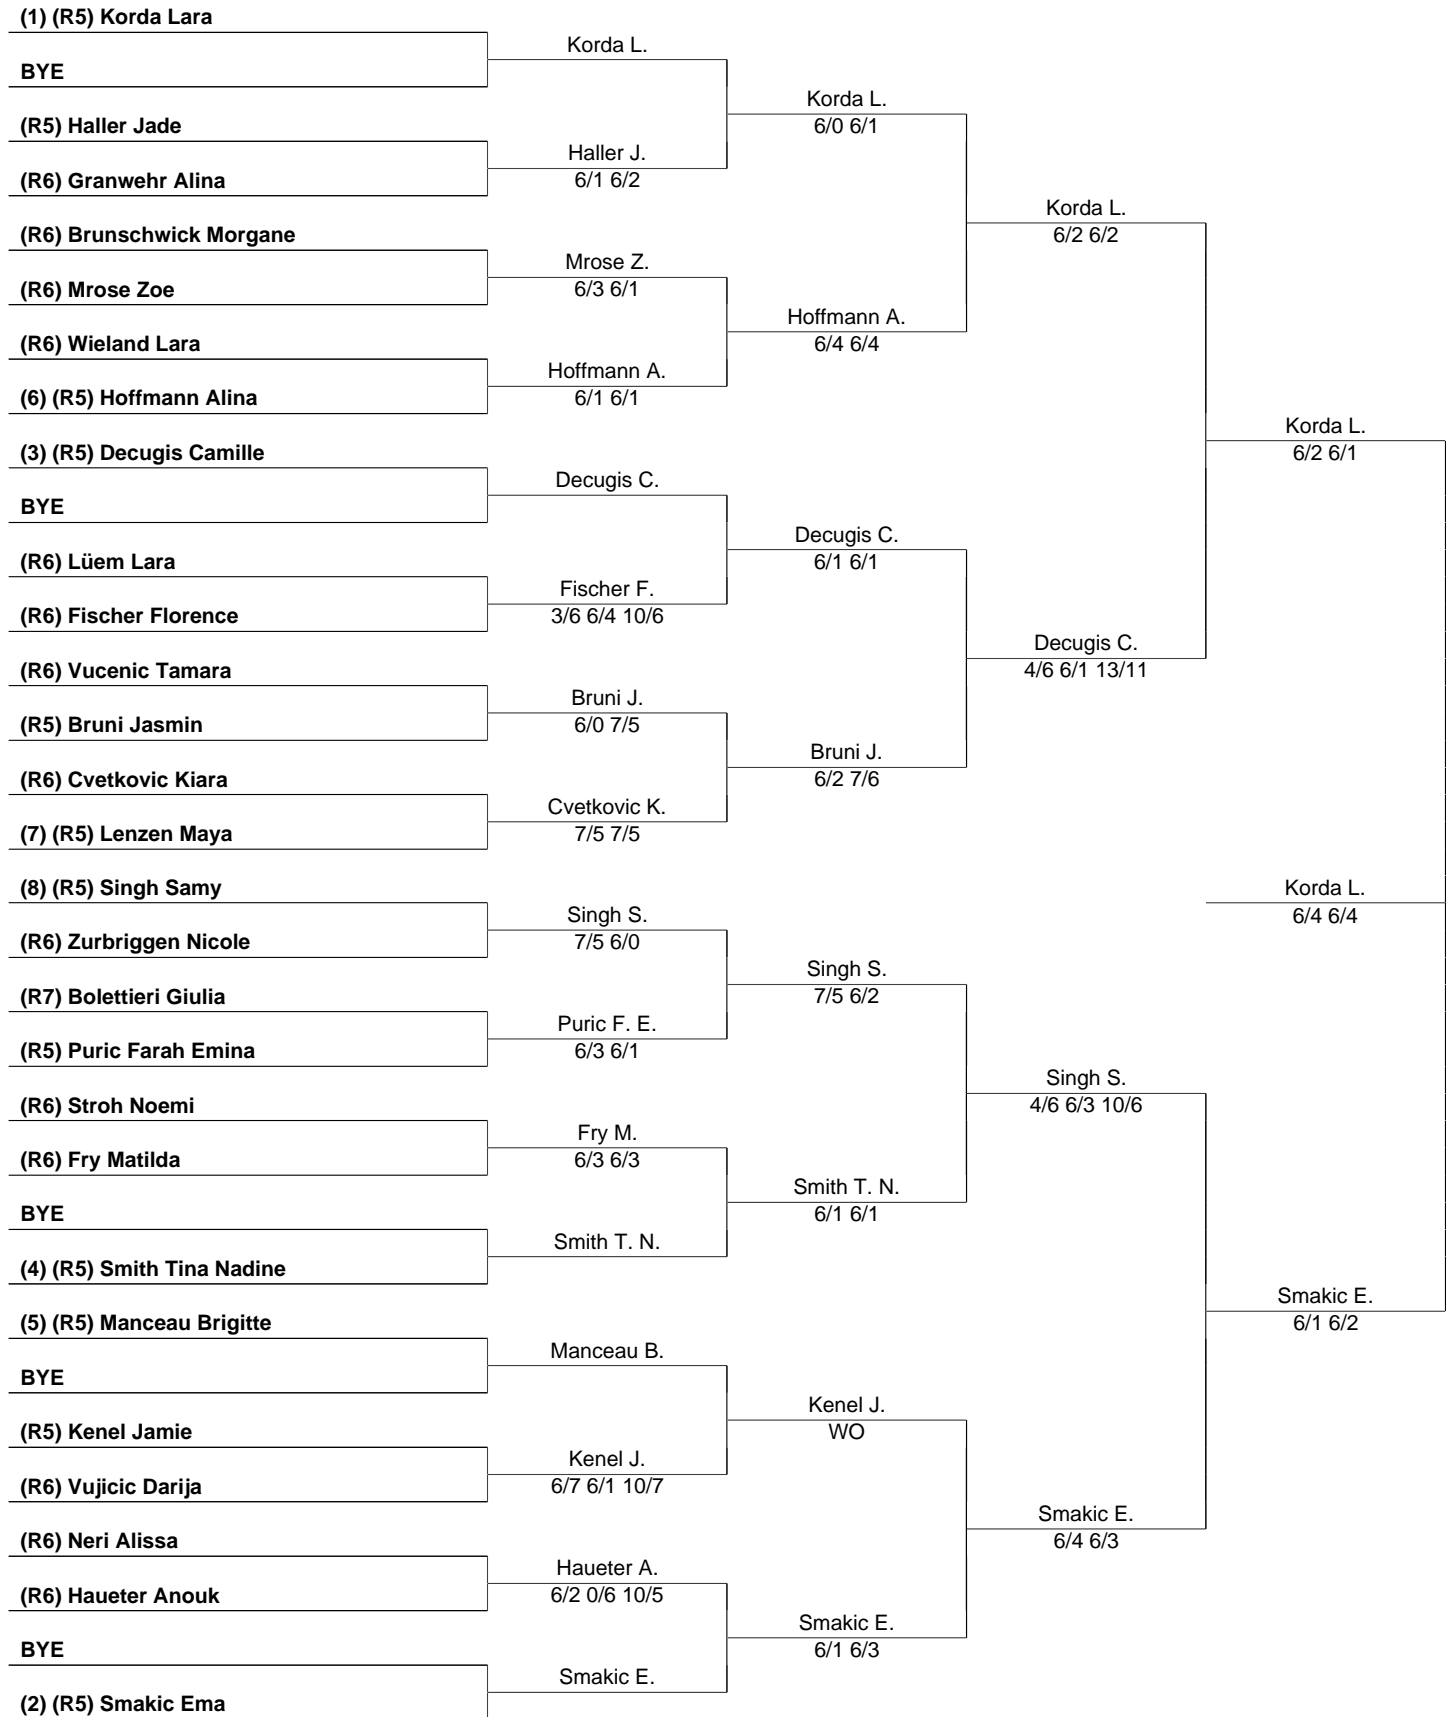 (1) (R5) Korda Lara
Korda L.
BYE
Korda L.
6/0 6/1
(R5) Haller Jade
Haller J.
6/1 6/2
(R6) Granwehr Alina
Korda L.
6/2 6/2
(R6) Brunschwick Morgane
Mrose Z.
6/3 6/1
(R6) Mrose Zoe
Hoffmann A.
6/4 6/4
(R6) Wieland Lara
Hoffmann A.
6/1 6/1
(6) (R5) Hoffmann Alina
Korda L.
6/2 6/1
(3) (R5) Decugis Camille
Decugis C.
BYE
Decugis C.
6/1 6/1
(R6) Lüem Lara
Fischer F.
3/6 6/4 10/6
(R6) Fischer Florence
Decugis C.
4/6 6/1 13/11
(R6) Vucenic Tamara
Bruni J.
6/0 7/5
(R5) Bruni Jasmin
Bruni J.
6/2 7/6
(R6) Cvetkovic Kiara
Cvetkovic K.
7/5 7/5
(7) (R5) Lenzen Maya
(8) (R5) Singh Samy
Korda L.
6/4 6/4
Singh S.
7/5 6/0
(R6) Zurbriggen Nicole
Singh S.
7/5 6/2
(R7) Bolettieri Giulia
Puric F. E.
6/3 6/1
(R5) Puric Farah Emina
Singh S.
4/6 6/3 10/6
(R6) Stroh Noemi
Fry M.
6/3 6/3
(R6) Fry Matilda
Smith T. N.
6/1 6/1
BYE
Smith T. N.
(4) (R5) Smith Tina Nadine
Smakic E.
6/1 6/2
(5) (R5) Manceau Brigitte
Manceau B.
BYE
Kenel J.
WO
(R5) Kenel Jamie
Kenel J.
6/7 6/1 10/7
(R6) Vujicic Darija
Smakic E.
6/4 6/3
(R6) Neri Alissa
Haueter A.
6/2 0/6 10/5
(R6) Haueter Anouk
Smakic E.
6/1 6/3
BYE
Smakic E.
(2) (R5) Smakic Ema